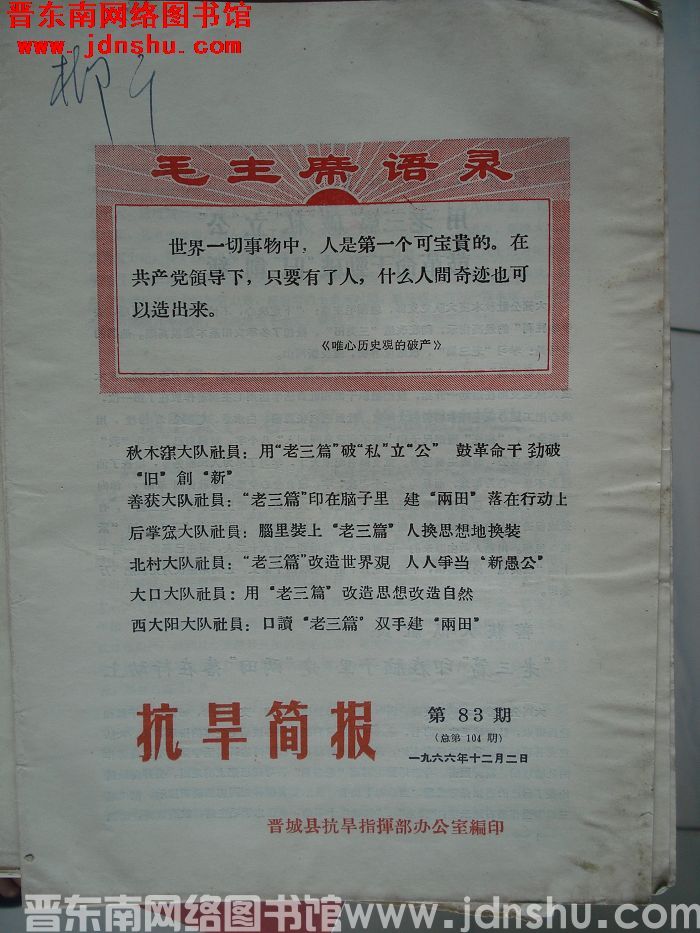 晋东南网络图书馆
www.jdnshu.com
毛主席语录
世界一切事物中，人是第一个可宝貴的。在
共产党領导下，只要有了人，什么人間奇迹也可
以造出来。
《唯心历史观的破产》
秋木窊大队社員：用“老三篇”破“私”立“公” 鼓革命干劲破
“旧”創“新”
善获大队社員：“老三篇”印在脑子里 建“兩田”落在行动上
后掌窊大队社員：腦里裝上“老三篇” 人換思想地換裝
北村大队社員：“老三篇”改造世界观 人人爭当“新愚公”
大口大队社員：用“老三篇”改造思想改造自然
西大阳大队社員：口讀“老三篇”双手建“兩田”
抗旱简报
第83期
（总第104期）
一九六六年十二月二日
晋城县抗旱指揮部办公室編印
晋东南网络图书馆 www.jdnshu.com